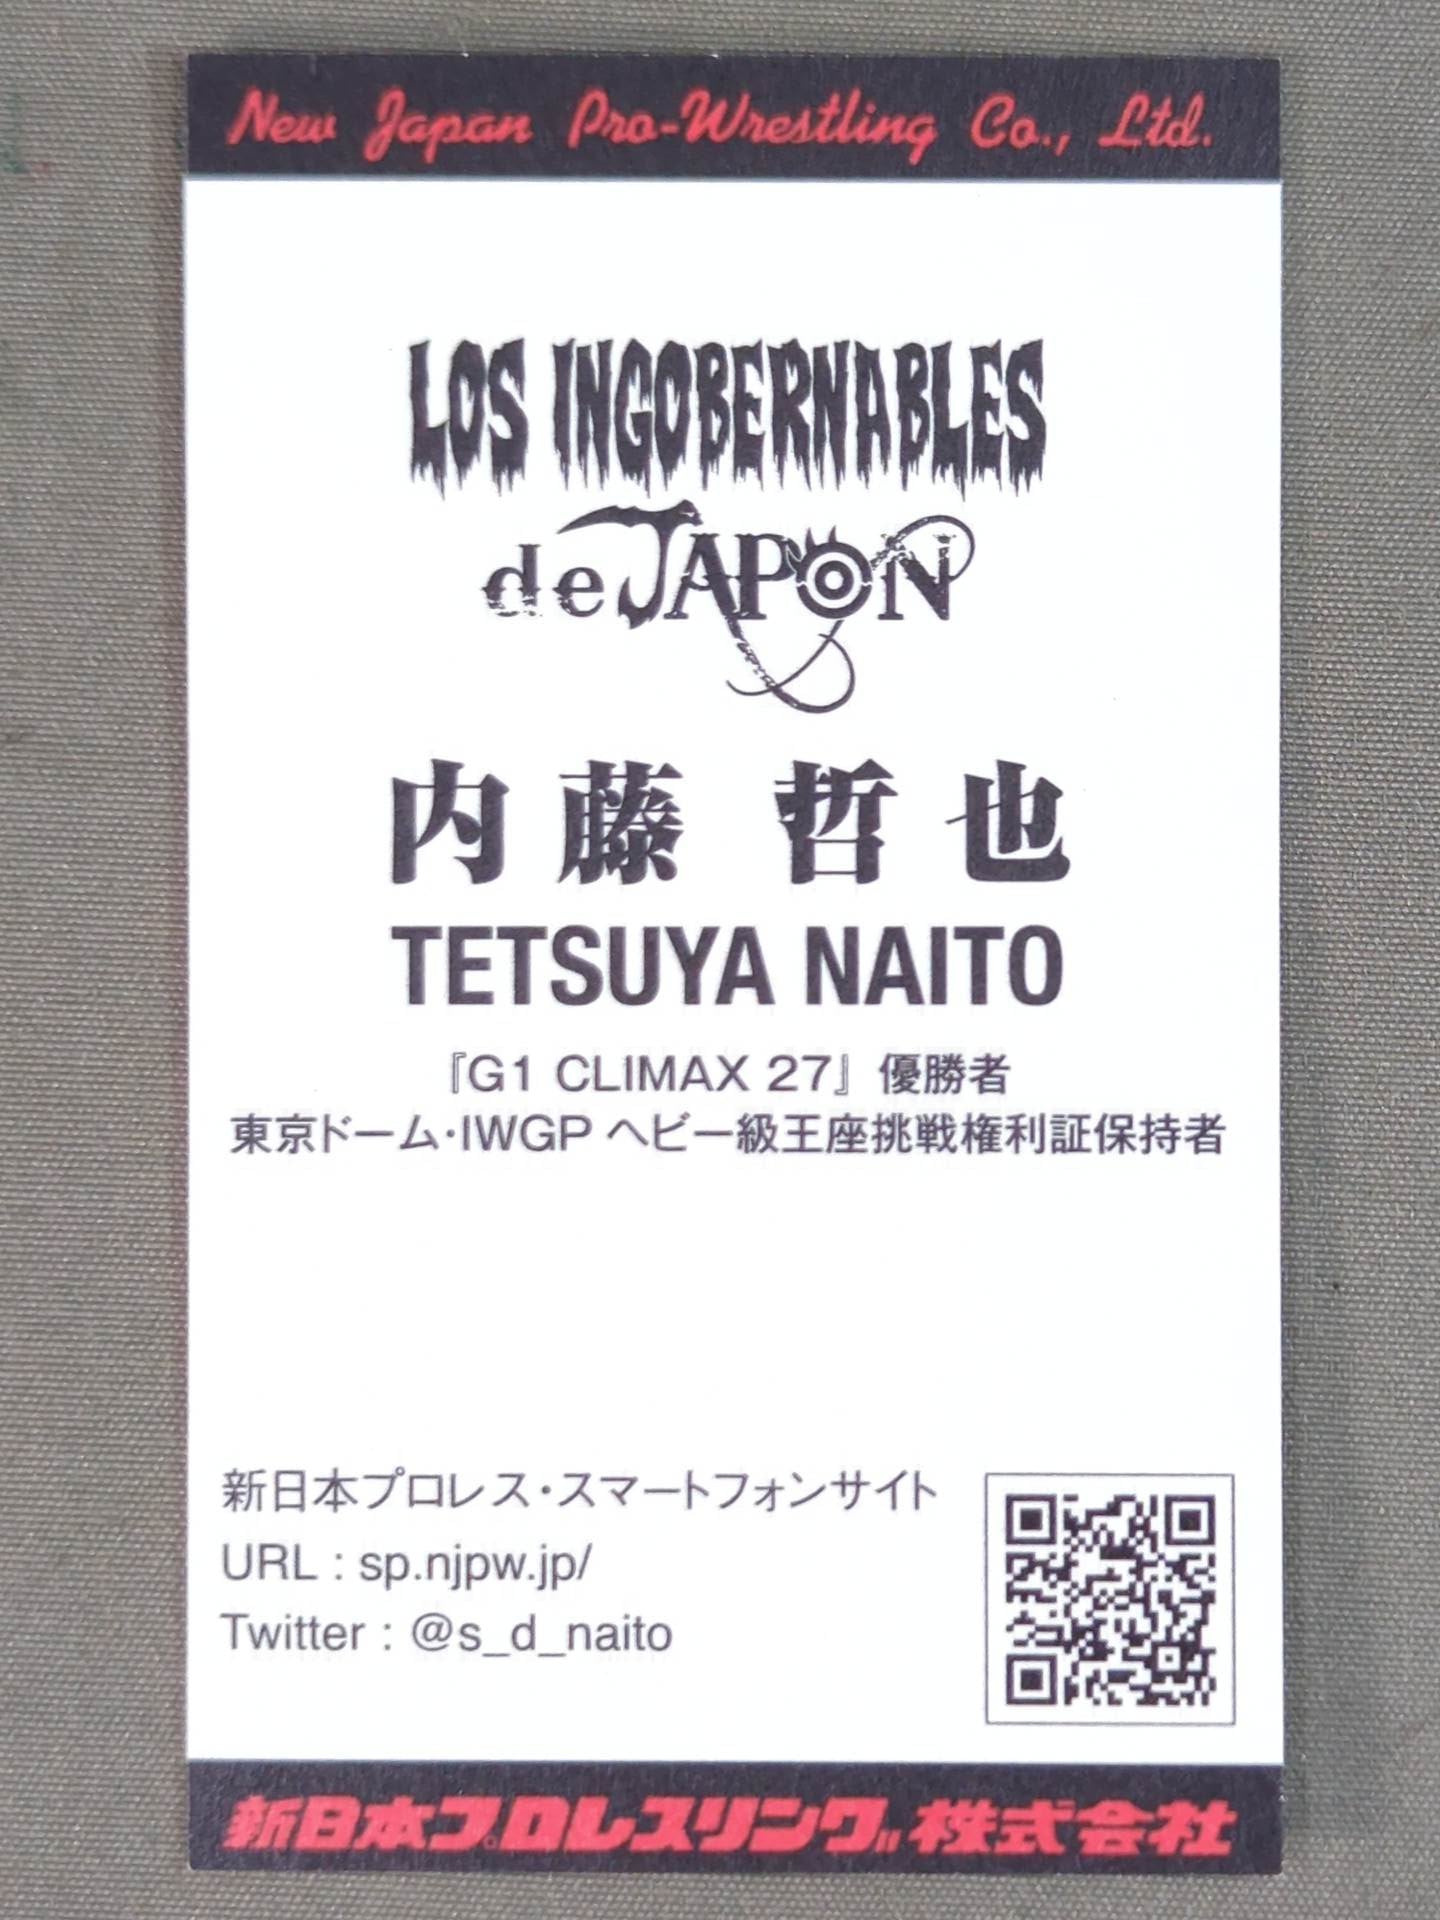 New Japan Pro-Wrestling Co., Ltd.
LOS INGOBERNABLES
de JAPON
内藤 哲也
TETSUYA NAITO
『G1 CLIMAX 27』優勝者
東京ドーム・IWGP ヘビー級王座挑戦権利証保持者
新日本プロレス・スマートフォンサイト
URL : sp.njpw.jp/
Twitter : @s_d_naito
新日本プロレスリング株式会社